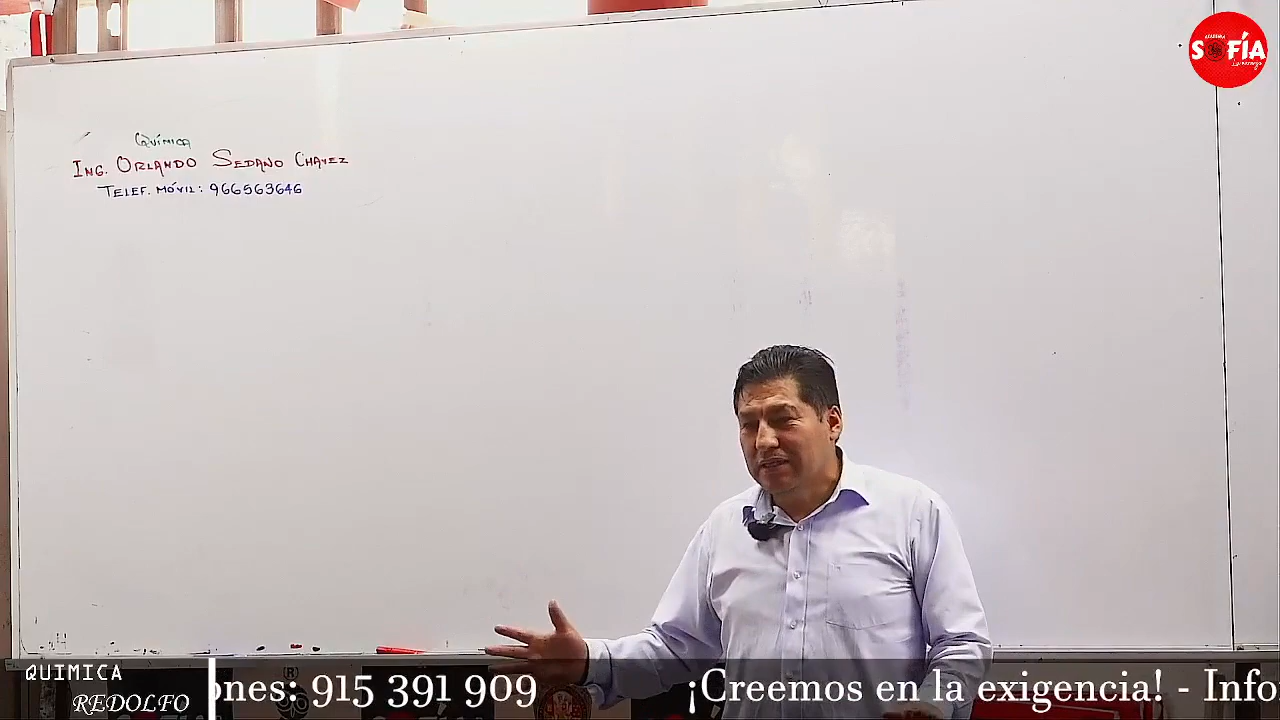 ACADEMIA
SOFÍA
QUÍMICA
ING. ORLANDO SEDANO CHAVEZ
TELEF. MÓVIL: 966563646
QUIMICA
REDOLFO
ones: 915 391 909
¡Creemos en la exigencia! - Info
(R)